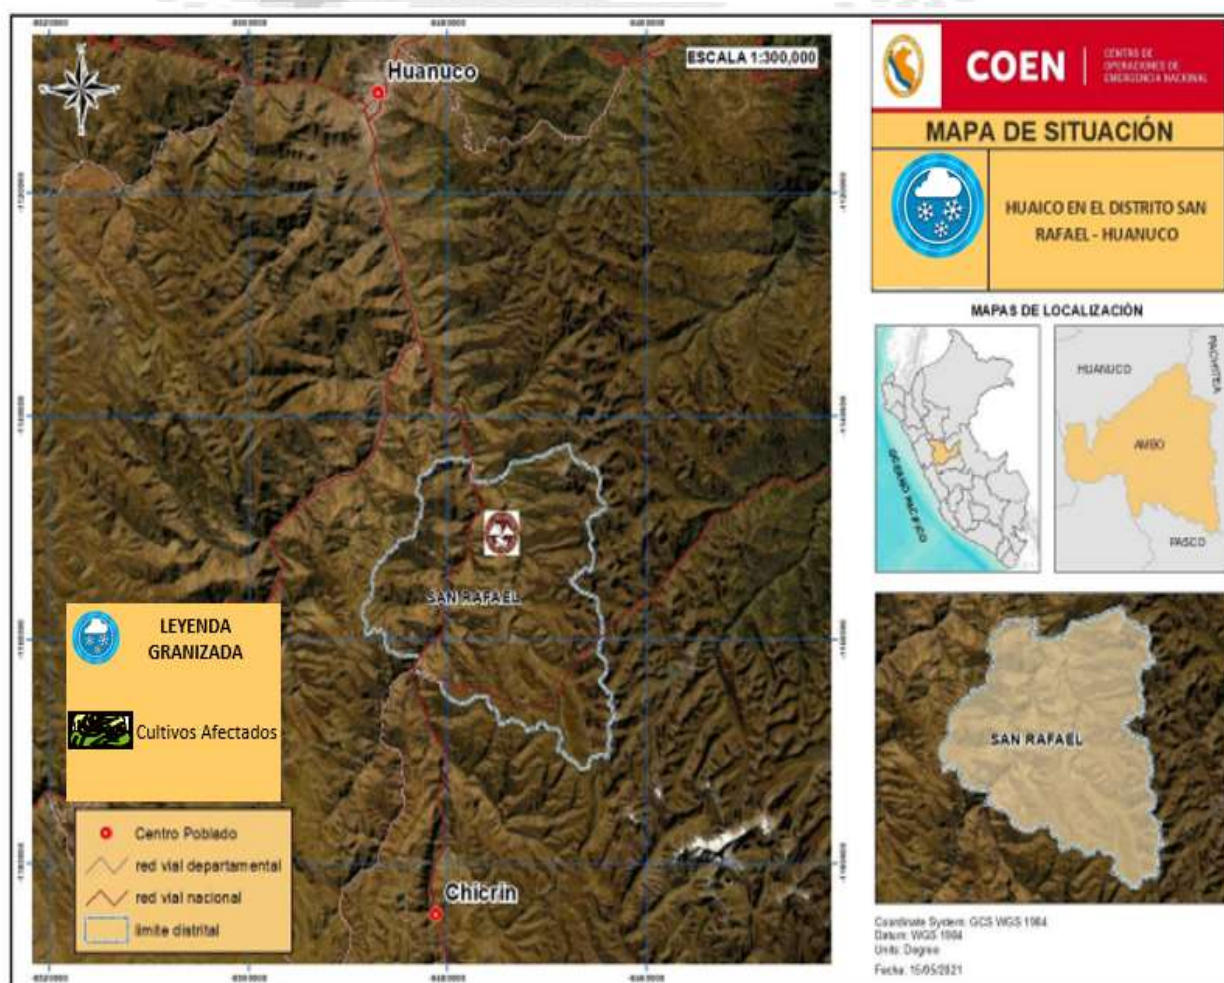 ESCALA 1:300,000
Huanuco
SAN RAFAEL
Chicrin
LEYENDA
GRANIZADA
Cultivos Afectados
Centro Poblado
red vial departamental
red vial nacional
limite distrital
COEN
CENTRO DE
OPERACIONES DE
EMERGENCIA NACIONAL
MAPA DE SITUACIÓN
HUAICO EN EL DISTRITO SAN
RAFAEL - HUANUCO
MAPAS DE LOCALIZACIÓN
OCEANO PACIFICO
HUANUCO
PACHITEA
AMBO
PASCO
SAN RAFAEL
Coordinate System: GCS WGS 1984
Datum: WGS 1984
Units: Degree
Fecha: 15/05/2021